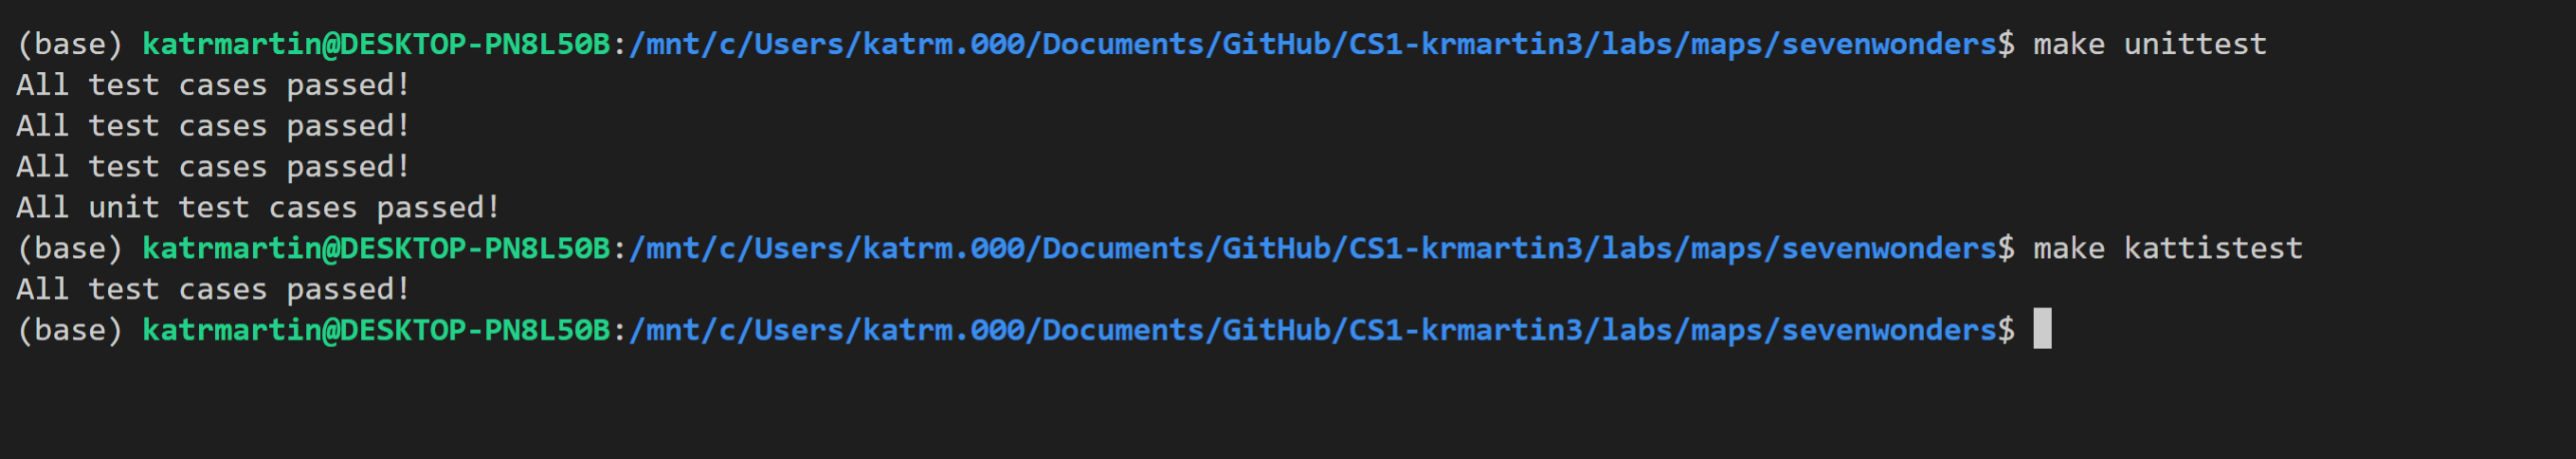 (base) katrmartin@DESKTOP-PN8L50B:/mnt/c/Users/katrm.000/Documents/GitHub/CS1-krmartin3/labs/maps/sevenwonders$ make unittest
All test cases passed!
All test cases passed!
All test cases passed!
All unit test cases passed!
(base) katrmartin@DESKTOP-PN8L50B:/mnt/c/Users/katrm.000/Documents/GitHub/CS1-krmartin3/labs/maps/sevenwonders$ make kattistest
All test cases passed!
(base) katrmartin@DESKTOP-PN8L50B:/mnt/c/Users/katrm.000/Documents/GitHub/CS1-krmartin3/labs/maps/sevenwonders$